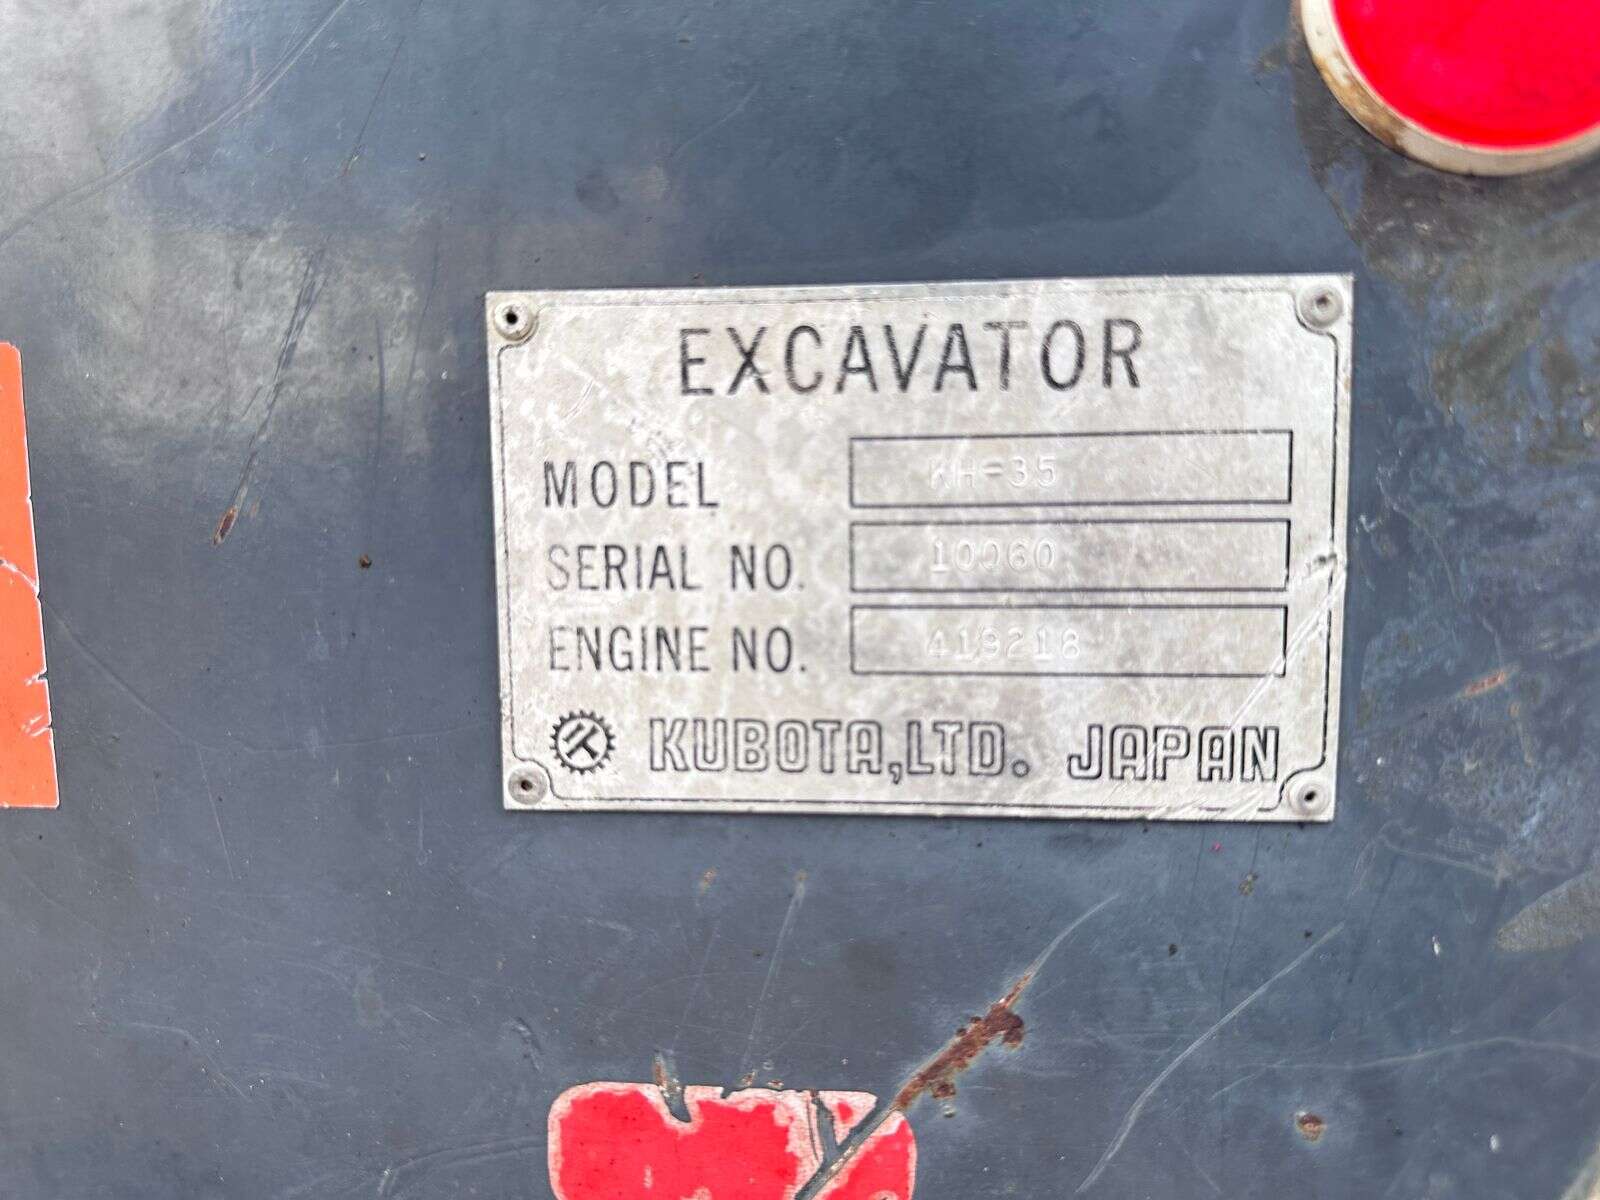 EXCAVATOR
MODEL KH-35
SERIAL NO. 10060
ENGINE NO. 419218
KUBOTA, LTD. JAPAN